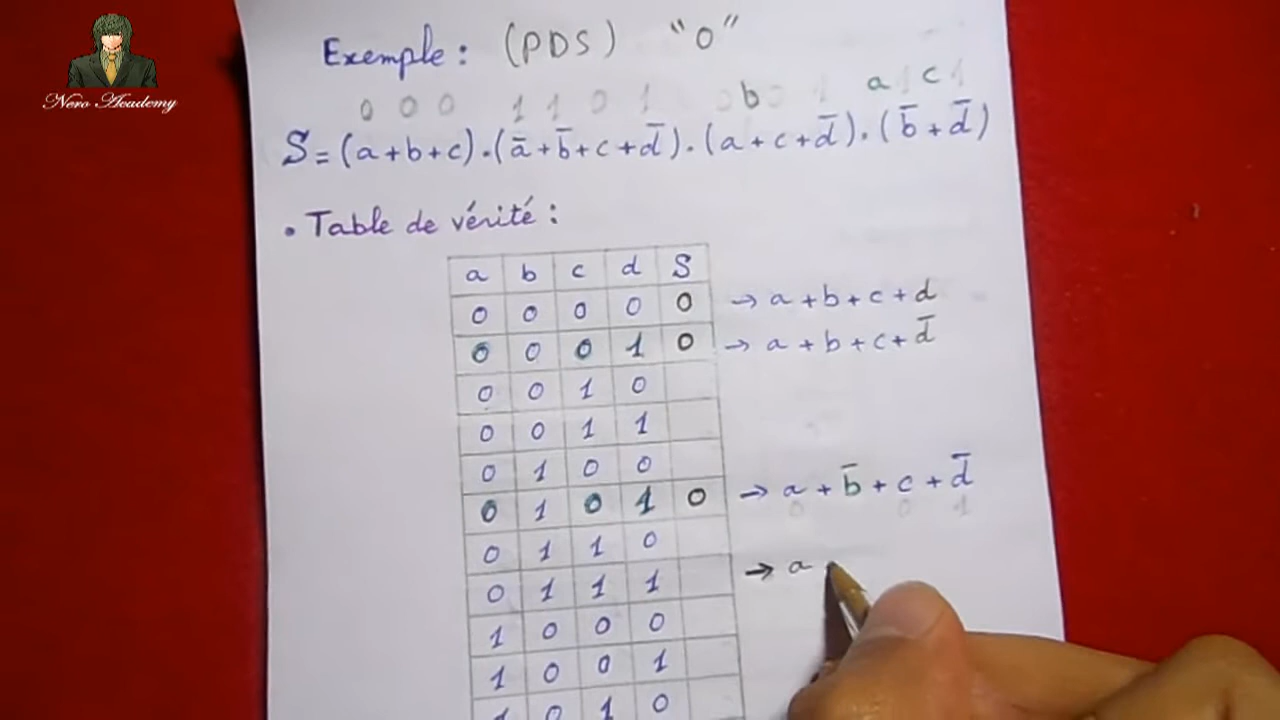 Nero Academy
Exemple : (PDS) "0"
0 0 0 1 1 0 1 b a c
S = (a+b+c).(a̅+b̅+c+d̅).(a+c+d̅).(b̅+d̅)
• Table de vérité :
a b c d S
0 0 0 0 0 → a+b+c+d
0 0 0 1 0 → a+b+c+d̅
0 0 1 0
0 0 1 1
0 1 0 0
0 1 0 1 0 → a+b̅+c+d̅
0 0 1
0 1 1 0
0 1 1 1 → a
1 0 0 0
1 0 0 1
1 0 1 0